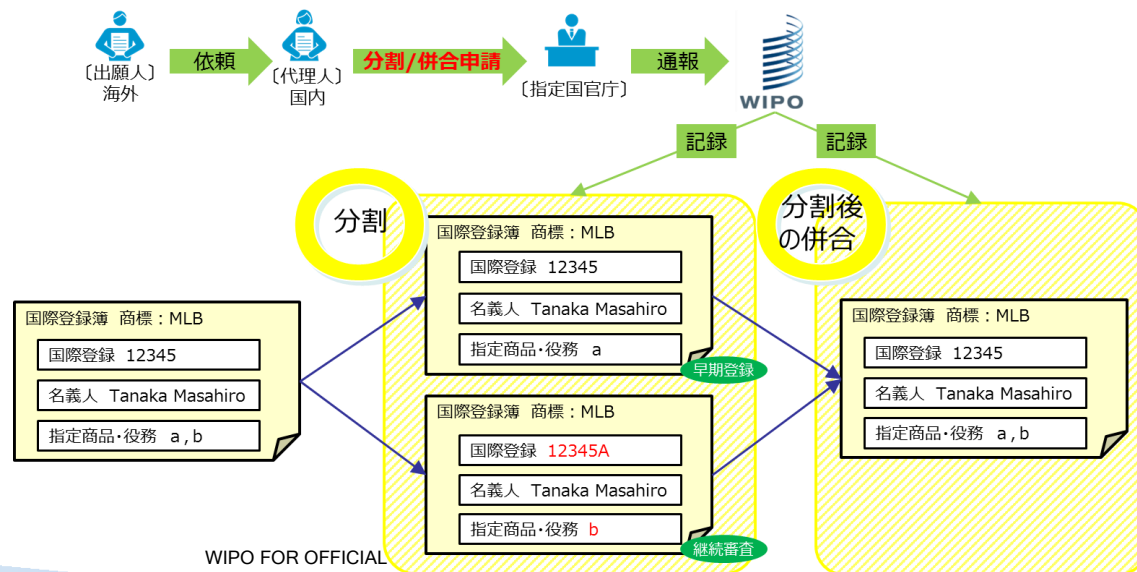 依頼
分割/併合申請
通報
〔出願人〕
海外
〔代理人〕
国内
〔指定国官庁〕
WIPO
記録
記録
分割
分割後
の併合
国際登録簿 商標：MLB
国際登録 12345
名義人 Tanaka Masahiro
指定商品・役務 a,b
国際登録簿 商標：MLB
国際登録 12345
名義人 Tanaka Masahiro
指定商品・役務 a
早期登録
国際登録簿 商標：MLB
国際登録 12345A
名義人 Tanaka Masahiro
指定商品・役務 b
継続審査
国際登録簿 商標：MLB
国際登録 12345
名義人 Tanaka Masahiro
指定商品・役務 a,b
WIPO FOR OFFICIAL